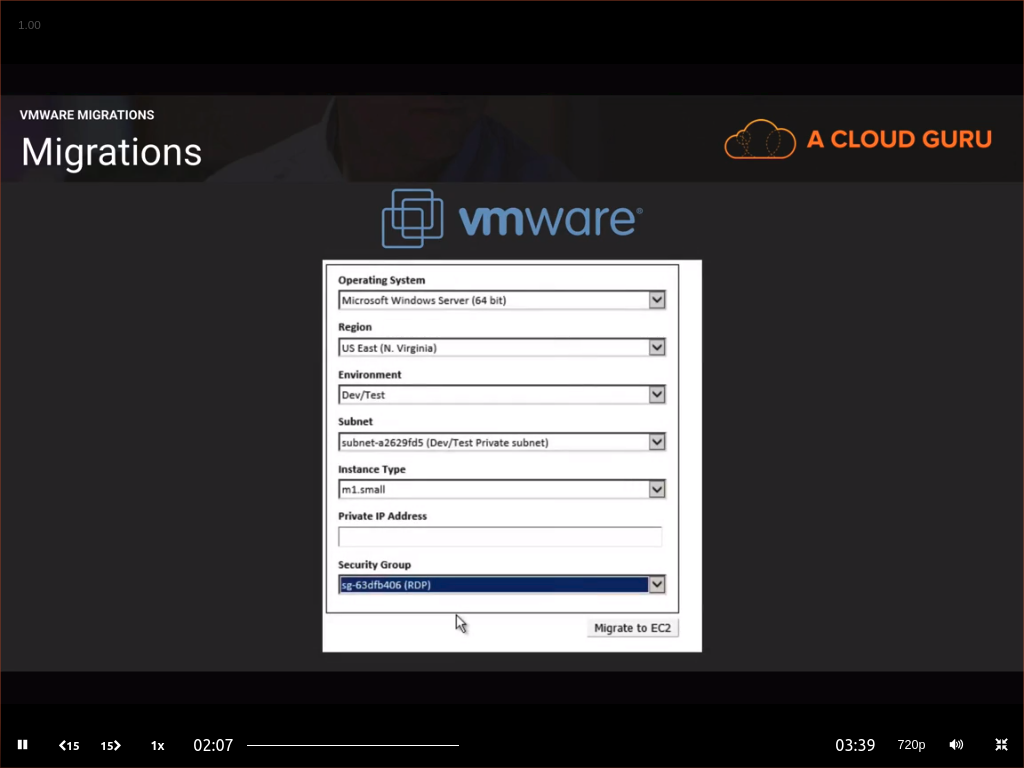 1.00
VMWARE MIGRATIONS
Migrations
A CLOUD GURU
vmware®
Operating System
Microsoft Windows Server (64 bit)
Region
US East (N. Virginia)
Environment
Dev/Test
Subnet
subnet-a2629fd5 (Dev/Test Private subnet)
Instance Type
m1.small
Private IP Address
Security Group
sg-63dfb406 (RDP)
Migrate to EC2
15 15 1x 02:07 03:39 720p